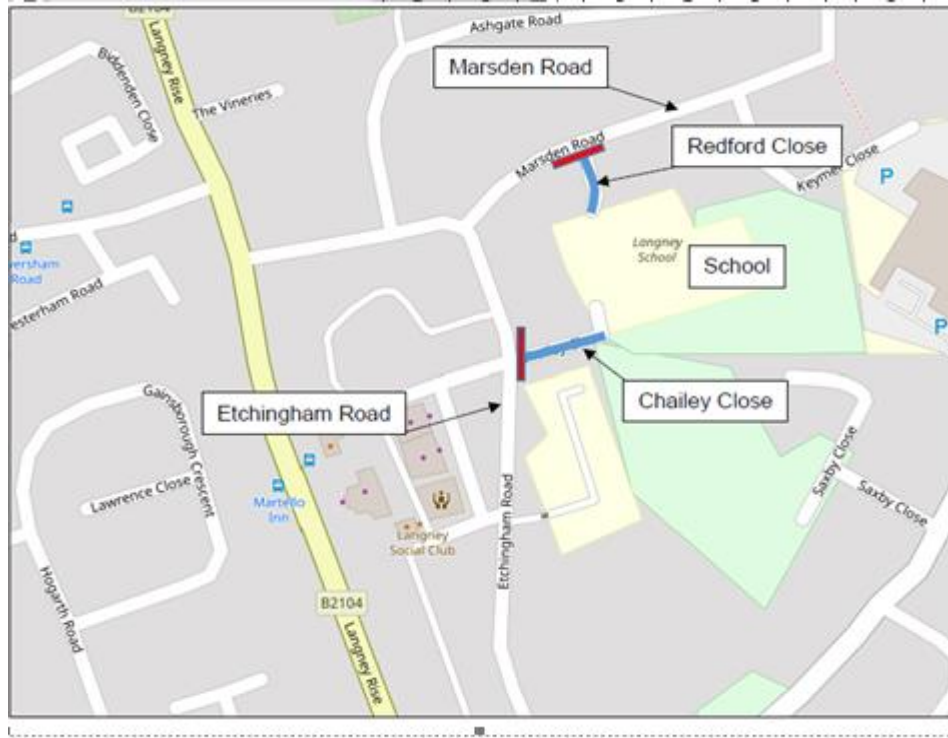 B2104
Ashgate Road
Langney Rise
Biddenden Close
The Vineries
Marsden Road
Marsden Road
Redford Close
Keymer Close
P
Langney
School
School
Road
esterham Road
P
Etchingham Road
Chailey Close
Gainsborough Crescent
Lawrence Close
Martello
Inn
Langney
Social Club
Etchingham Road
Saxby Close
Saxby Close
Hogarth Road
B2104
Langney Rise